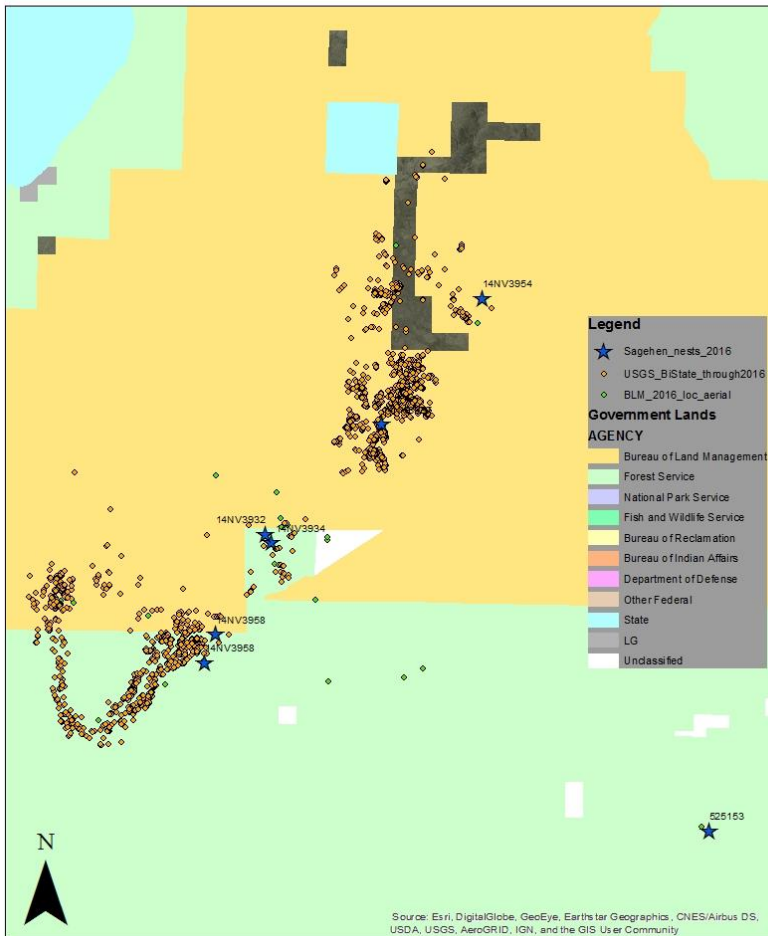 14NV3954
Legend
Sagehen_nests_2016
USGS_BiState_through2016
BLM_2016_loc_aerial
Government Lands
AGENCY
Bureau of Land Management
Forest Service
National Park Service
Fish and Wildlife Service
Bureau of Reclamation
Bureau of Indian Affairs
Department of Defense
Other Federal
State
LG
Unclassified
14NV3932
14NV3934
14NV3958
14NV3958
525153
N
Source: Esri, DigitalGlobe, GeoEye, Earthstar Geographics, CNES/Airbus DS,
USDA, USGS, AeroGRID, IGN, and the GIS User Community